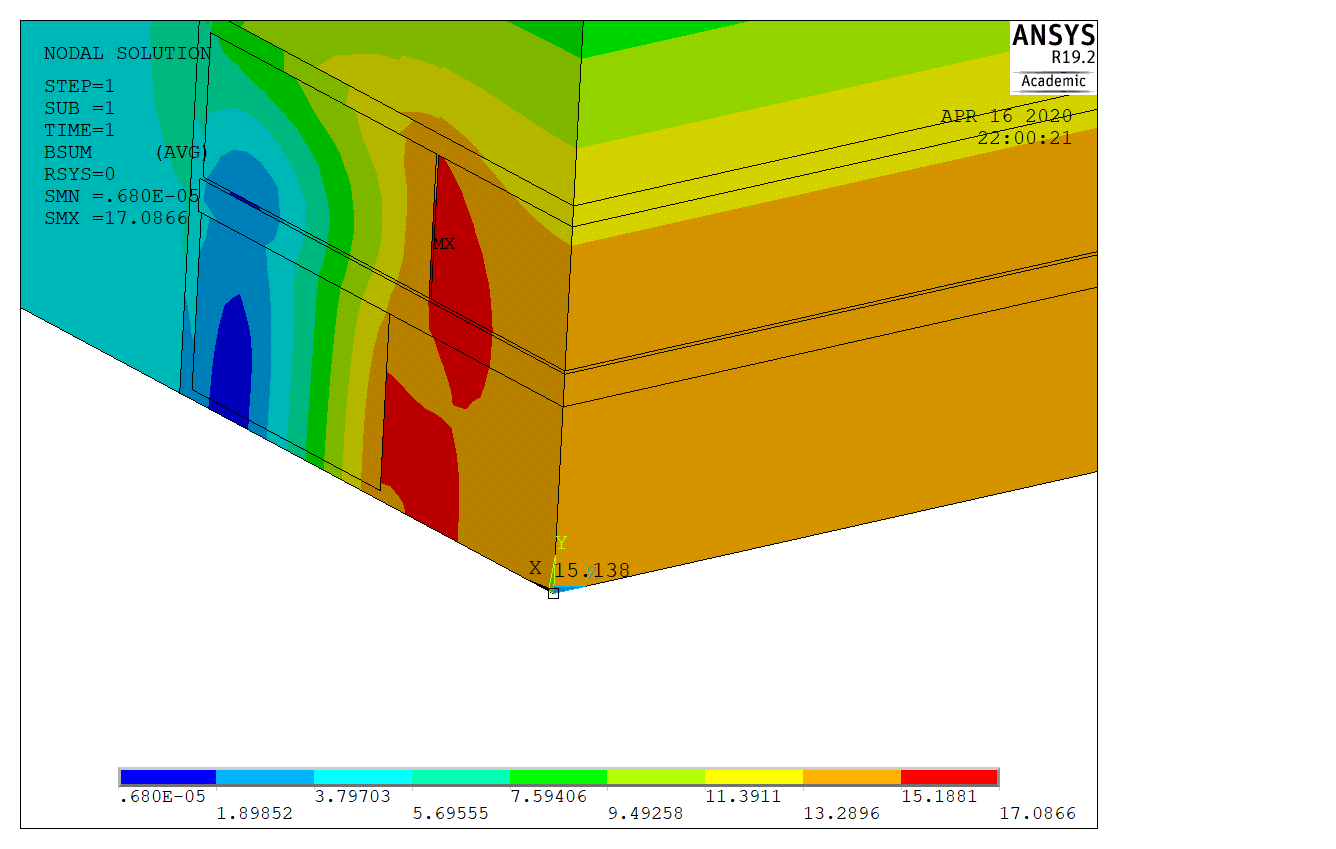 ANSYS
R19.2
Academic
NODAL SOLUTION
STEP=1
SUB =1
TIME=1
BSUM (AVG)
RSYS=0
SMN =.680E-05
SMX =17.0866
APR 16 2020
22:00:21
MX
Y
X 15.138
Z
.680E-05 3.79703 7.59406 11.3911 15.1881
1.89852 5.69555 9.49258 13.2896 17.0866